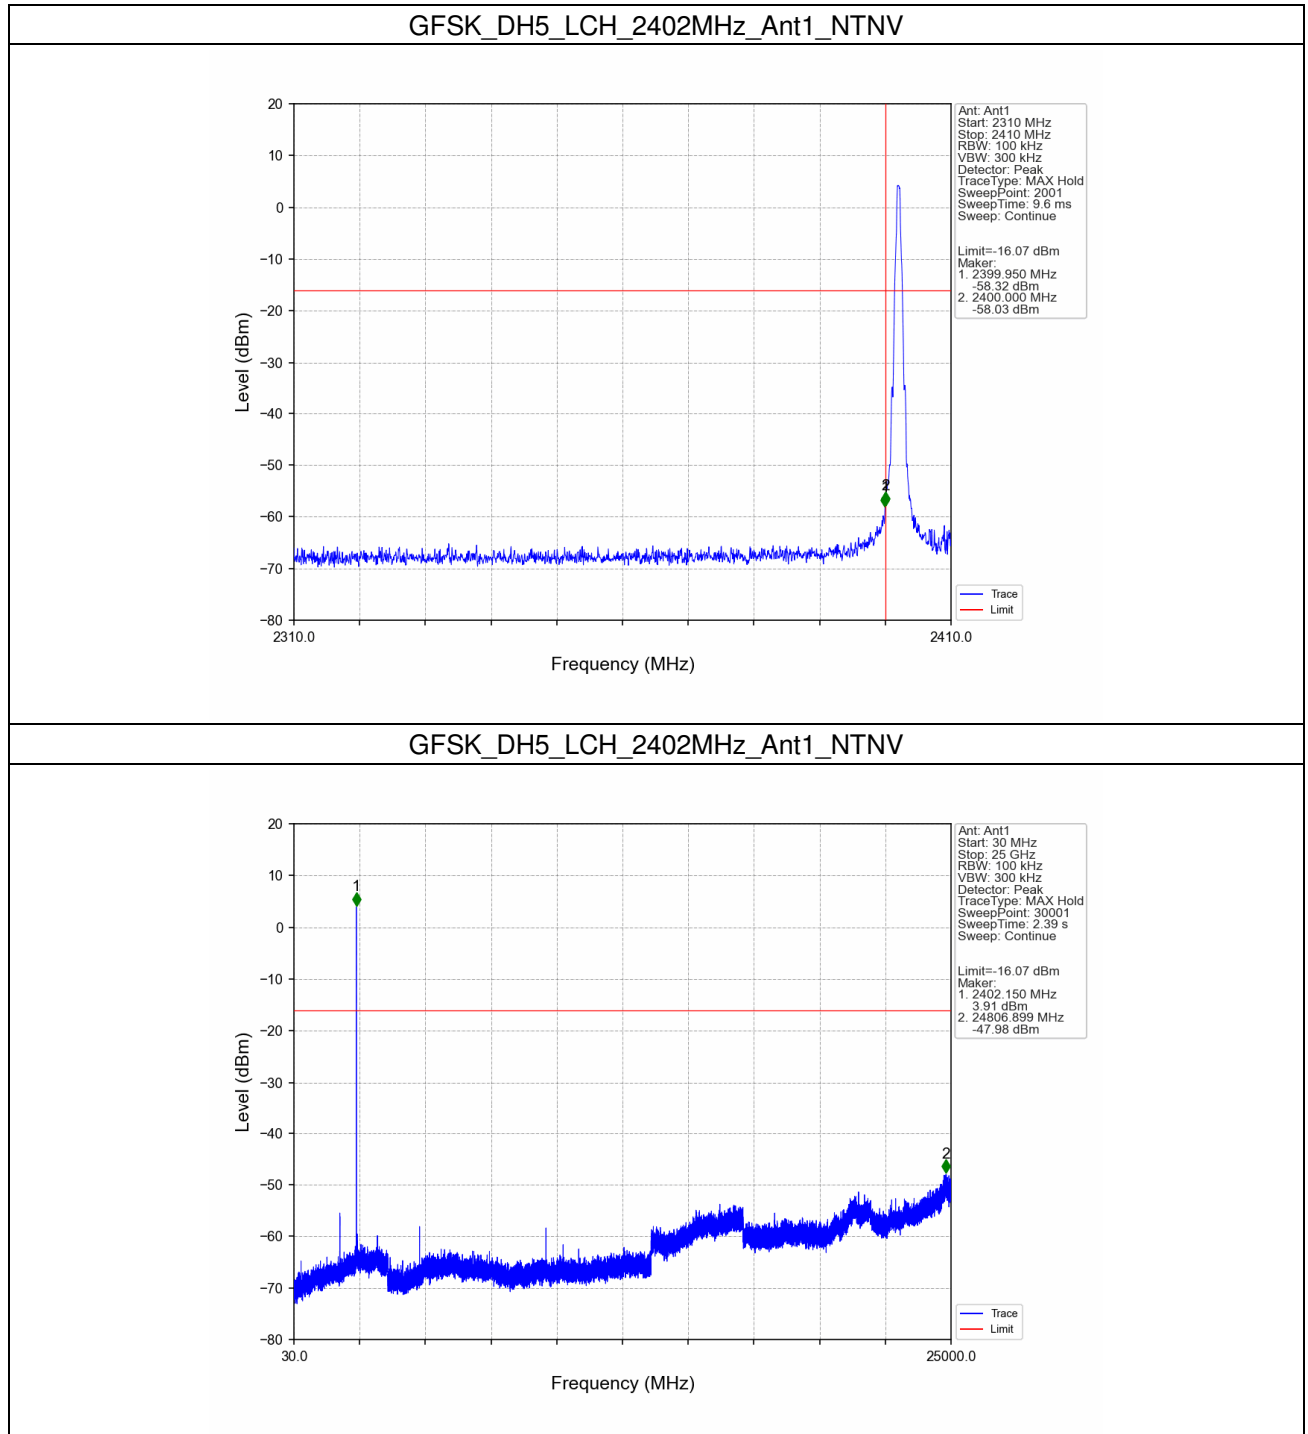 GFSK_DH5_LCH_2402MHz_Ant1_NTNV
20
10
0
−10
−20
−30
−40
−50
−60
−70
−80
Level (dBm)
2310.0
2410.0
Frequency (MHz)
2
Ant: Ant1
Start: 2310 MHz
Stop: 2410 MHz
RBW: 100 kHz
VBW: 300 kHz
Detector: Peak
TraceType: MAX Hold
SweepPoint: 2001
SweepTime: 9.6 ms
Sweep: Continue
Limit=-16.07 dBm
Maker:
1. 2399.950 MHz
-58.32 dBm
2. 2400.000 MHz
-58.03 dBm
Trace
Limit
GFSK_DH5_LCH_2402MHz_Ant1_NTNV
20
10
0
−10
−20
−30
−40
−50
−60
−70
−80
Level (dBm)
30.0
25000.0
Frequency (MHz)
1
2
Ant: Ant1
Start: 30 MHz
Stop: 25 GHz
RBW: 100 kHz
VBW: 300 kHz
Detector: Peak
TraceType: MAX Hold
SweepPoint: 30001
SweepTime: 2.39 s
Sweep: Continue
Limit=-16.07 dBm
Maker:
1. 2402.150 MHz
3.91 dBm
2. 24806.899 MHz
-47.98 dBm
Trace
Limit